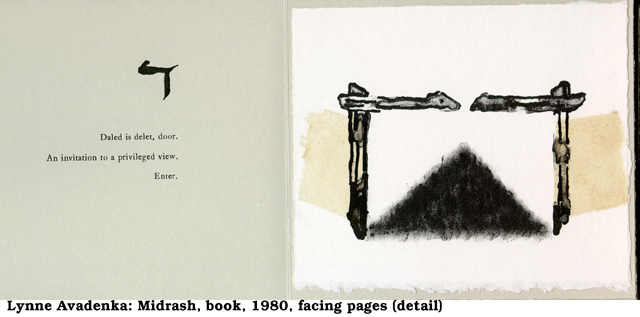 ד
Daled is delet, door.
An invitation to a privileged view.
Enter.
Lynne Avadenka: Midrash, book, 1980, facing pages (detail)